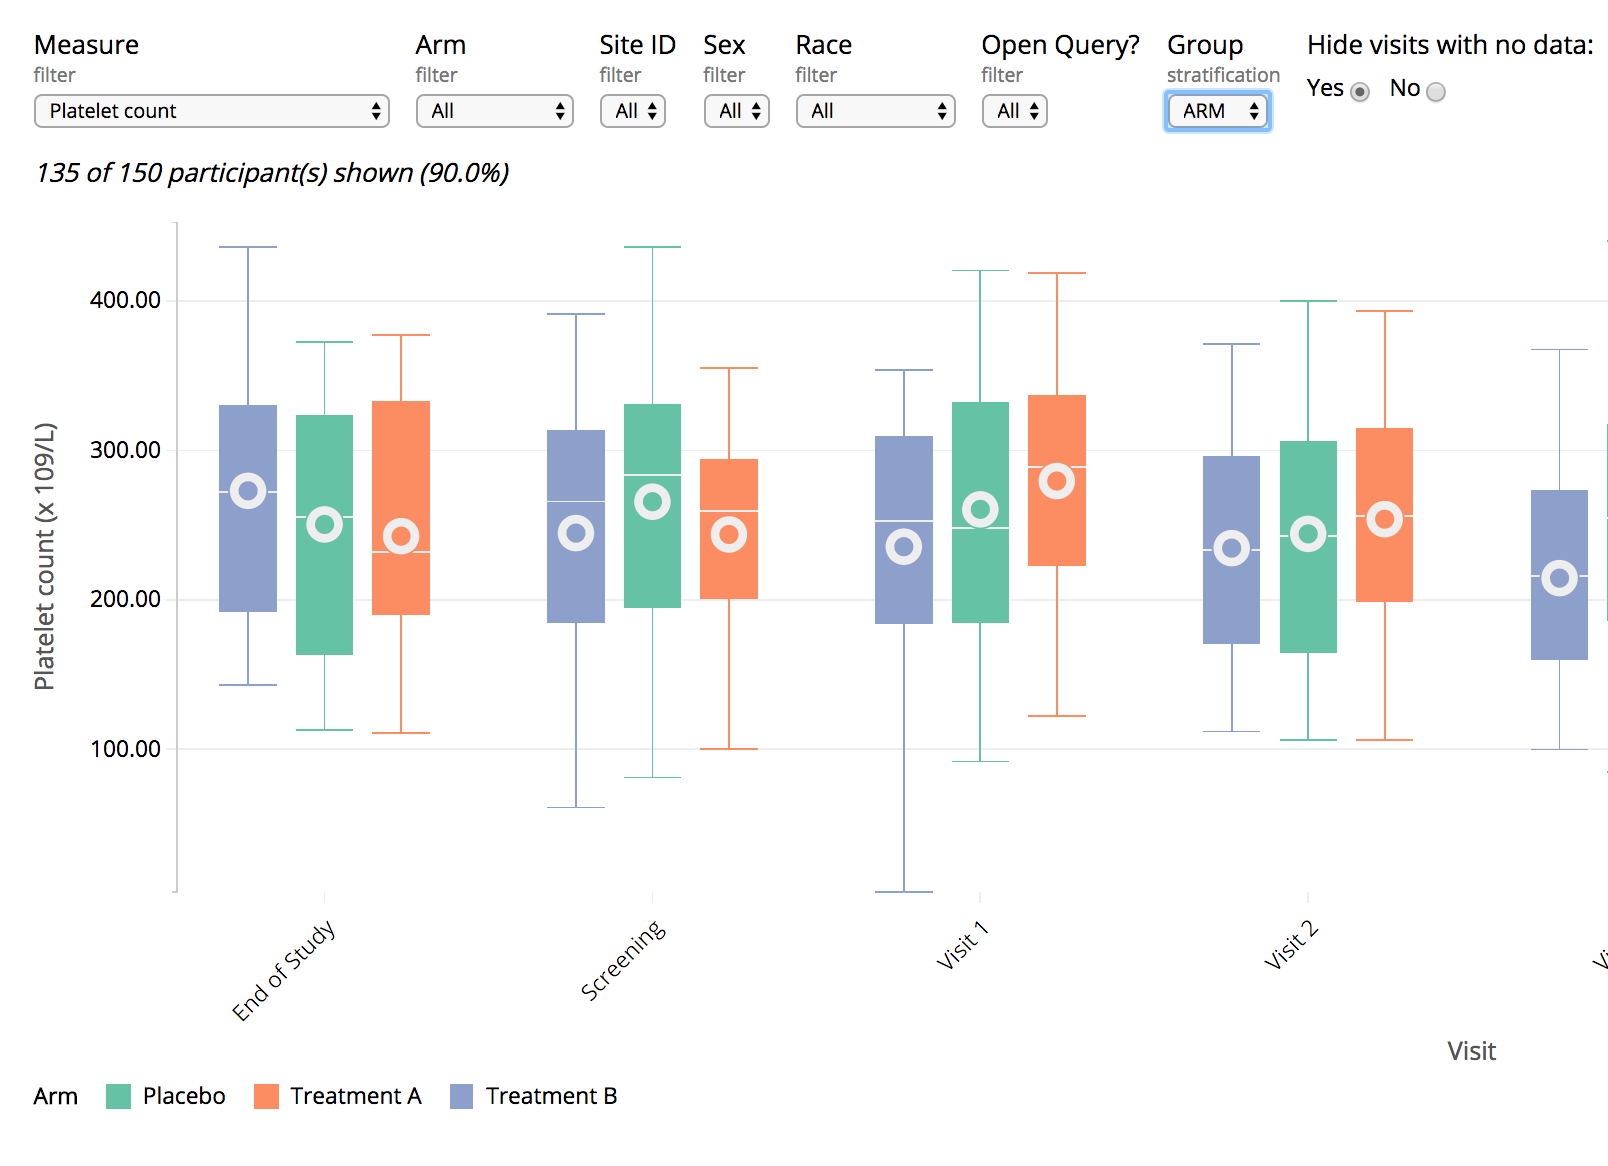 Measure Arm Site ID Sex Race Open Query? Group Hide visits with no data:
filter filter filter filter filter filter stratification
Yes No
Platelet count All All All All All ARM
135 of 150 participant(s) shown (90.0%)
400.00
300.00
200.00
100.00
Platelet count (x 109/L)
End of Study Screening Visit 1 Visit 2
Visit
Arm Placebo Treatment A Treatment B